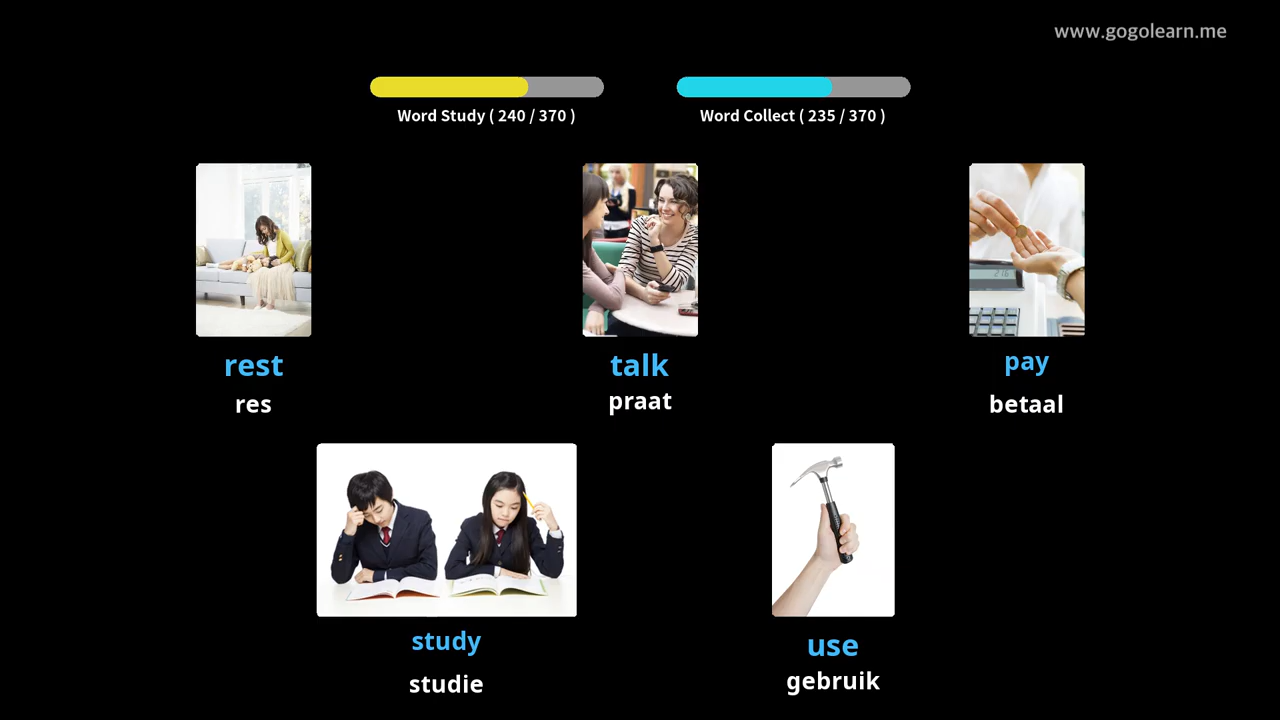 www.gogolearn.me
Word Study ( 240 / 370 )
Word Collect ( 235 / 370 )
rest
res
talk
praat
pay
betaal
study
studie
use
gebruik